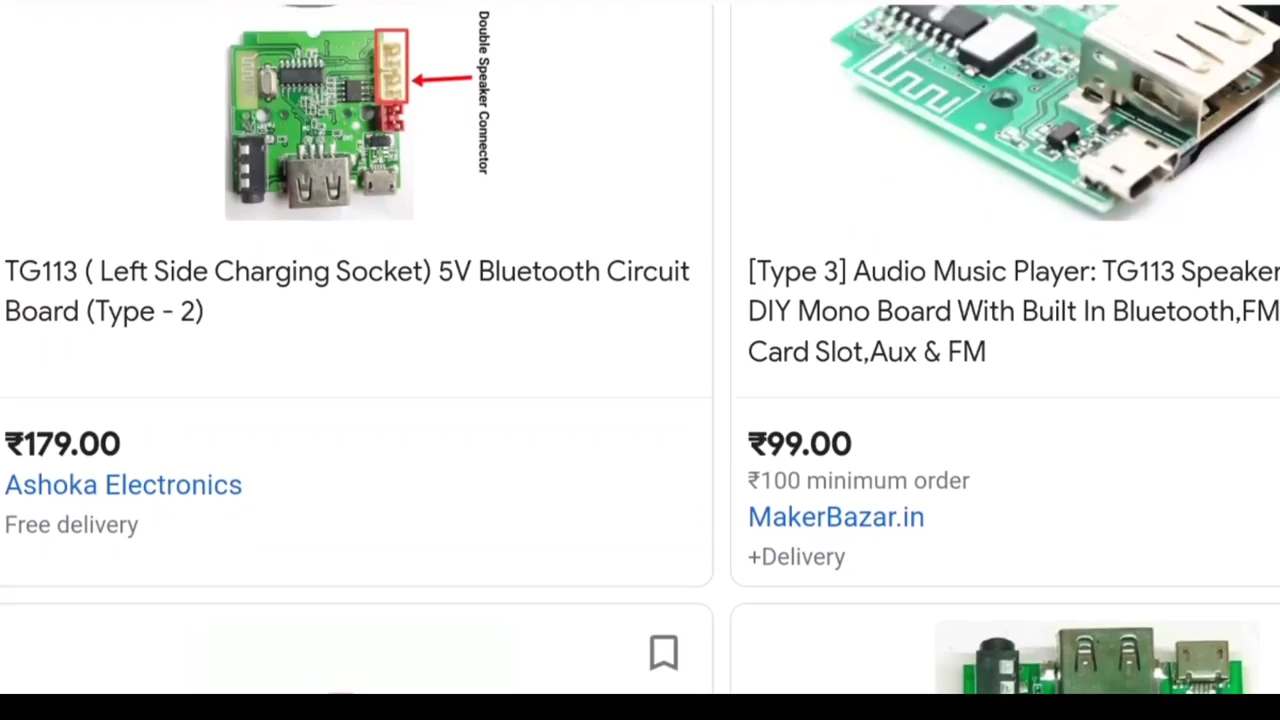 Double Speaker Connector
TG113 ( Left Side Charging Socket) 5V Bluetooth Circuit
Board (Type - 2)
₹179.00
Ashoka Electronics
Free delivery
[Type 3] Audio Music Player: TG113 Speaker
DIY Mono Board With Built In Bluetooth,FM
Card Slot,Aux & FM
₹99.00
₹100 minimum order
MakerBazar.in
+Delivery